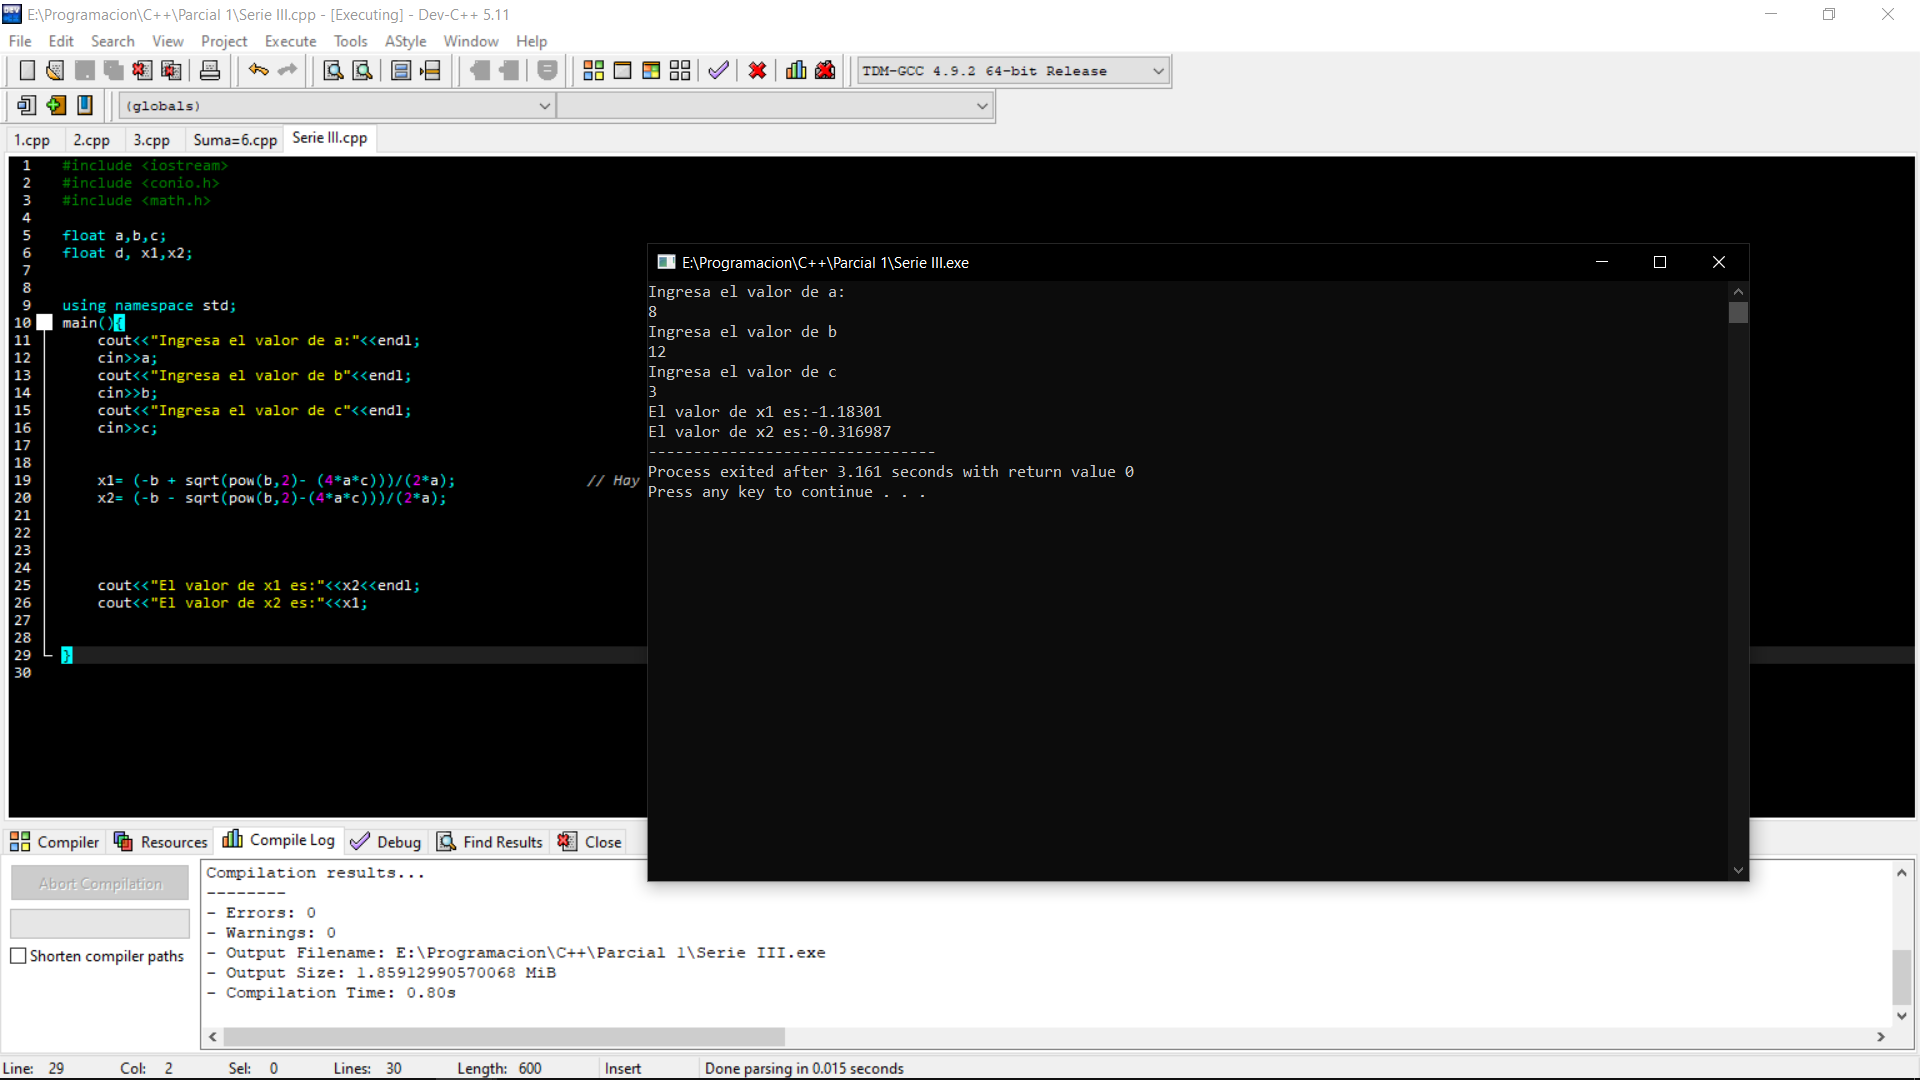 E:\Programacion\C++\Parcial 1\Serie III.cpp - [Executing] - Dev-C++ 5.11
File Edit Search View Project Execute Tools AStyle Window Help
TDM-GCC 4.9.2 64-bit Release
(globals)
1.cpp 2.cpp 3.cpp Suma=6.cpp Serie III.cpp
1 #include <iostream>
2 #include <conio.h>
3 #include <math.h>
4
5 float a,b,c;
6 float d, x1,x2;
7
8
9 using namespace std;
10 main(){
11 cout<<"Ingresa el valor de a:"<<endl;
12 cin>>a;
13 cout<<"Ingresa el valor de b"<<endl;
14 cin>>b;
15 cout<<"Ingresa el valor de c"<<endl;
16 cin>>c;
17
18
19 x1= (-b + sqrt(pow(b,2)- (4*a*c)))/(2*a); // Hay
20 x2= (-b - sqrt(pow(b,2)-(4*a*c)))/(2*a);
21
22
23
24
25 cout<<"El valor de x1 es:"<<x2<<endl;
26 cout<<"El valor de x2 es:"<<x1;
27
28
29 }
30
E:\Programacion\C++\Parcial 1\Serie III.exe
Ingresa el valor de a:
8
Ingresa el valor de b
12
Ingresa el valor de c
3
El valor de x1 es:-1.18301
El valor de x2 es:-0.316987
--------------------------------
Process exited after 3.161 seconds with return value 0
Press any key to continue . . .
Compiler Resources Compile Log Debug Find Results Close
Abort Compilation
Shorten compiler paths
Compilation results...
--------
- Errors: 0
- Warnings: 0
- Output Filename: E:\Programacion\C++\Parcial 1\Serie III.exe
- Output Size: 1.85912990570068 MiB
- Compilation Time: 0.80s
Line: 29 Col: 2 Sel: 0 Lines: 30 Length: 600 Insert Done parsing in 0.015 seconds